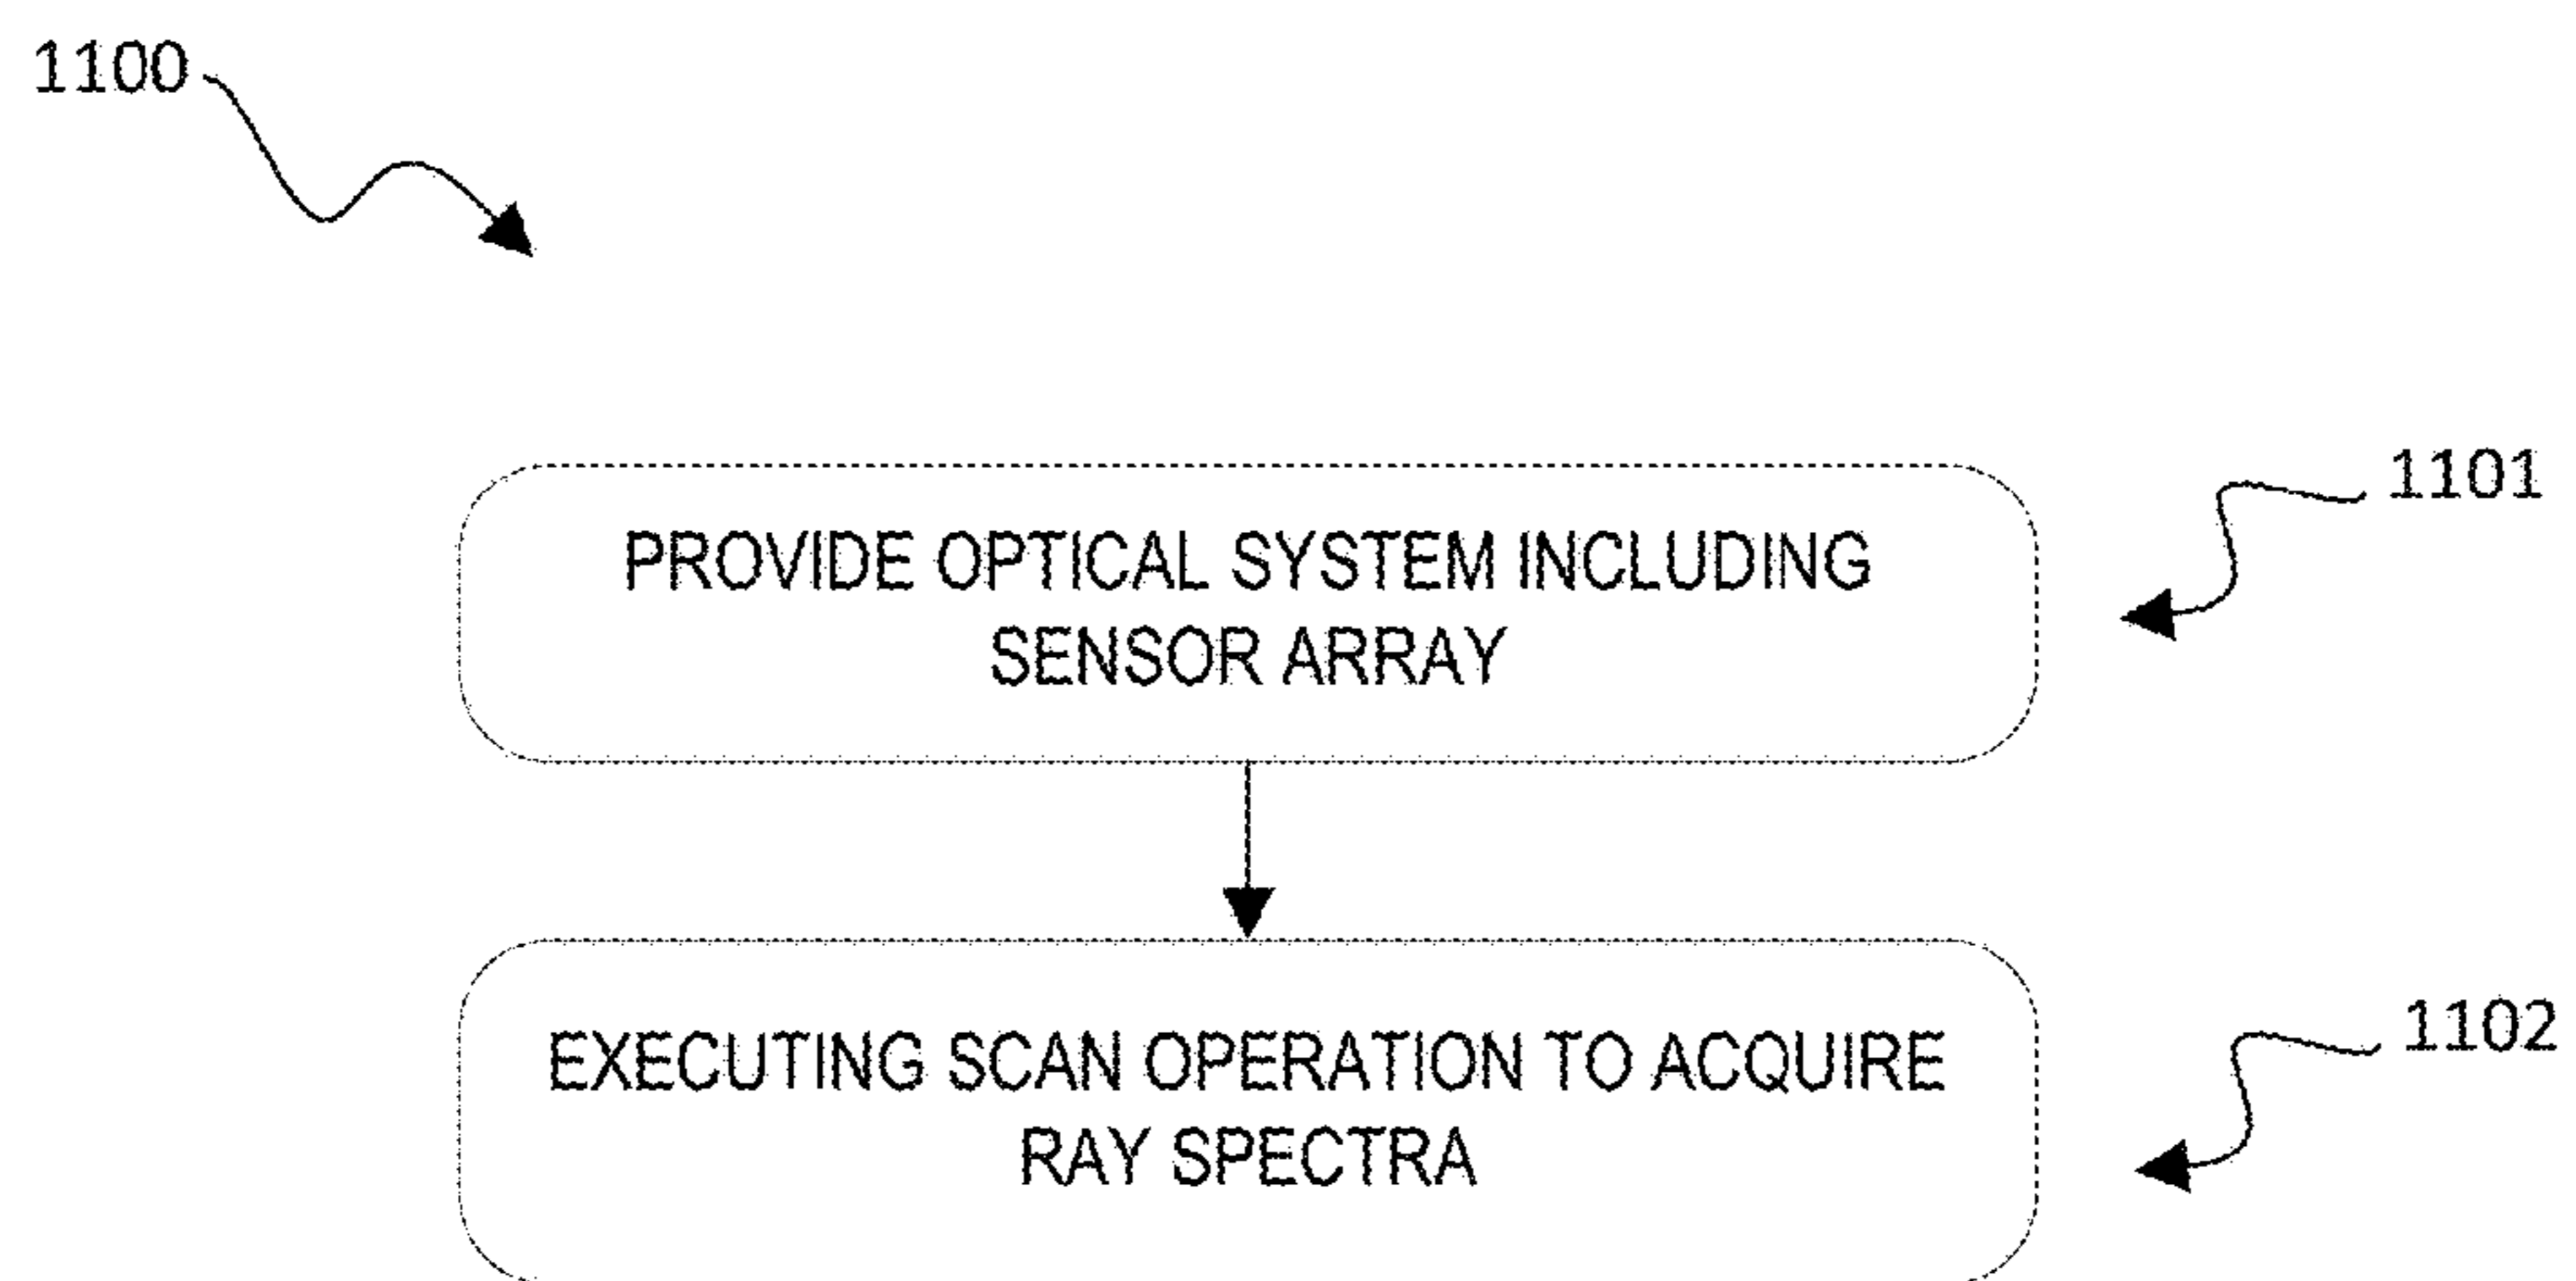 1100
1101
PROVIDE OPTICAL SYSTEM INCLUDING
SENSOR ARRAY
1102
EXECUTING SCAN OPERATION TO ACQUIRE
RAY SPECTRA